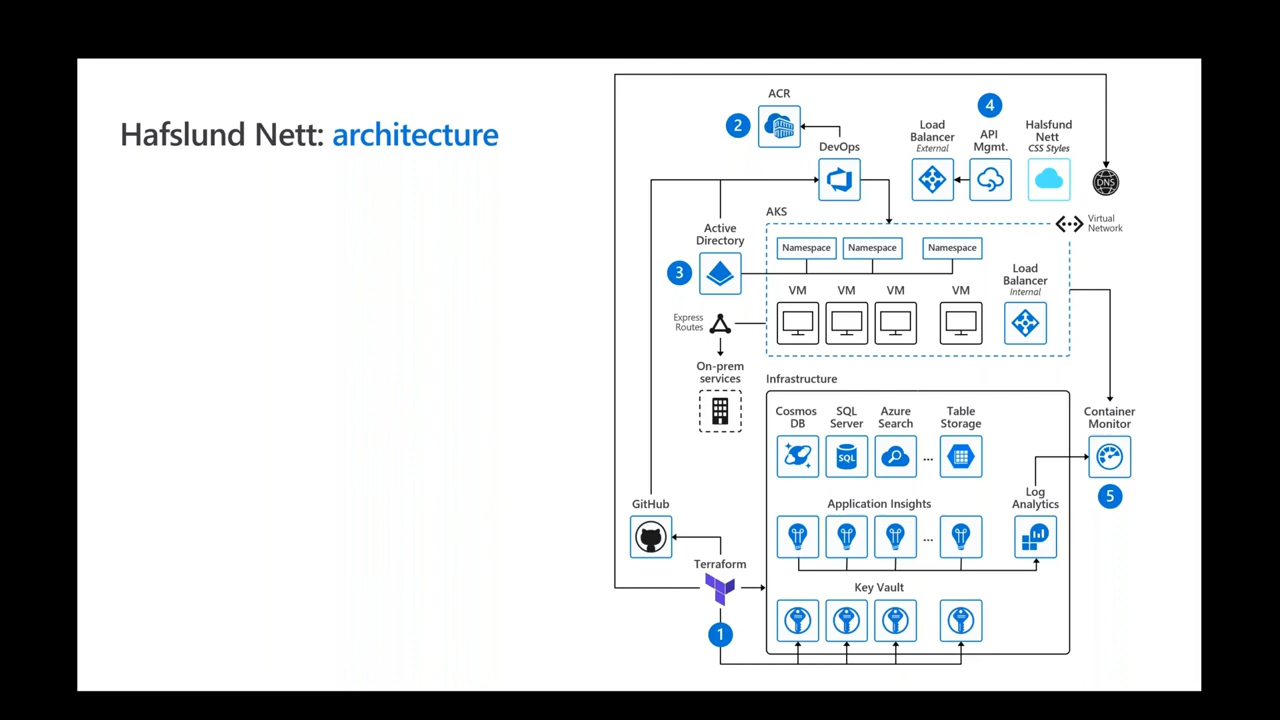 Hafslund Nett: architecture
ACR
2
DevOps
4
Load
Balancer
External
API
Mgmt.
Halsfund
Nett
CSS Styles
DNS
Virtual
Network
AKS
Active
Directory
3
Namespace
Namespace
Namespace
VM
VM
VM
VM
Load
Balancer
Internal
Express
Routes
On-prem
services
Infrastructure
Cosmos
DB
SQL
Server
Azure
Search
Table
Storage
SQL
...
Container
Monitor
5
Application Insights
...
Log
Analytics
GitHub
Terraform
1
Key Vault